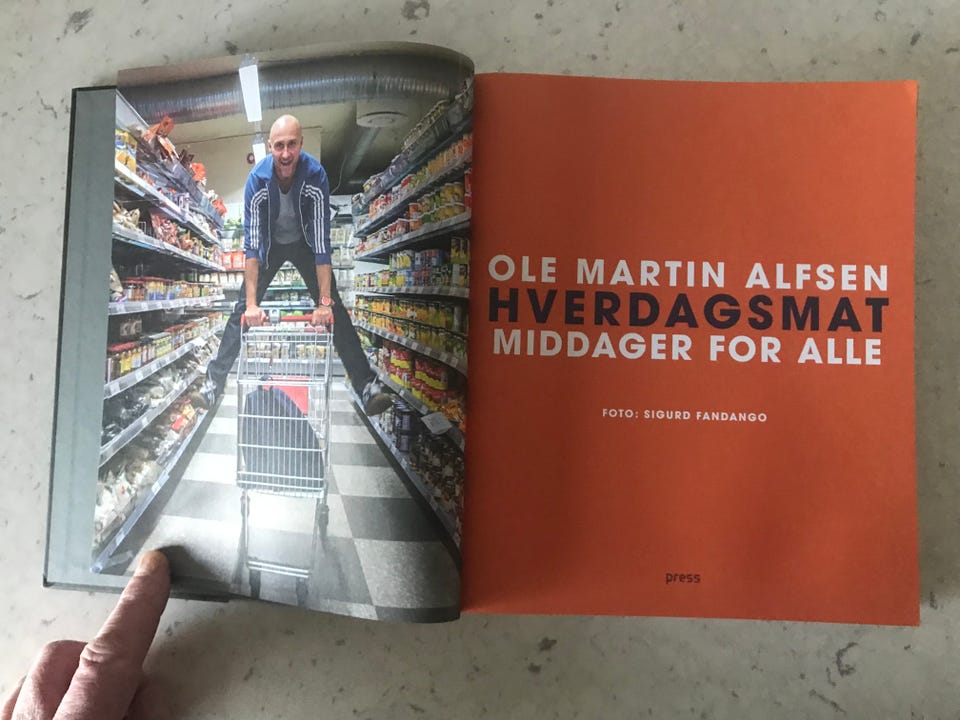 OLE MARTIN ALFSEN
HVERDAGSMAT
MIDDAGER FOR ALLE
FOTO: SIGURD FANDANGO
press